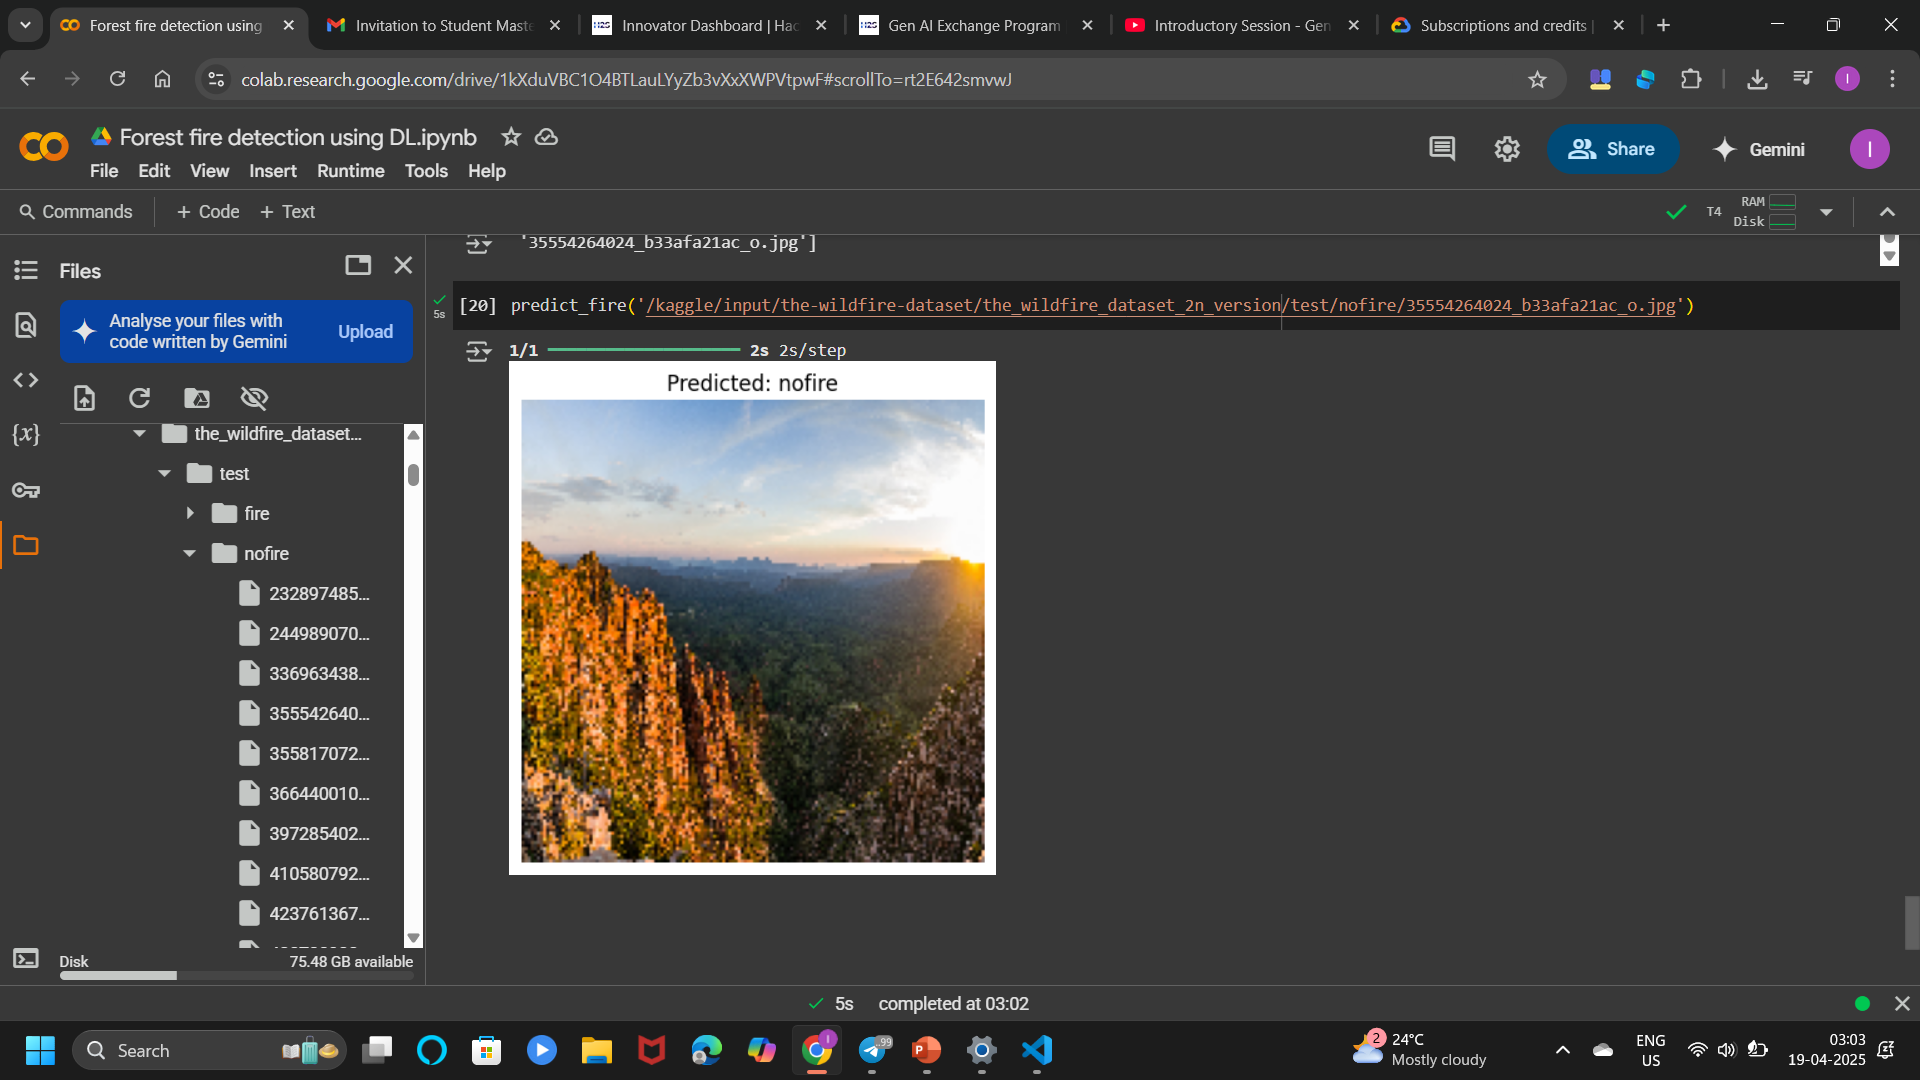 Forest fire detection using
Invitation to Student Maste
Innovator Dashboard | Hac
Gen AI Exchange Program
Introductory Session - Gen
Subscriptions and credits |
colab.research.google.com/drive/1kXduVBC1O4BTLauLYyZb3vXxXWPVtpwF#scrollTo=rt2E642smvwJ
Forest fire detection using DL.ipynb
File Edit View Insert Runtime Tools Help
Share
Gemini
I
Commands
+ Code + Text
T4
RAM
Disk
Files
Analyse your files with
code written by Gemini
Upload
the_wildfire_dataset...
test
fire
nofire
232897485...
244989070...
336963438...
355542640...
355817072...
366440010...
397285402...
410580792...
423761367...
Disk
75.48 GB available
'35554264024_b33afa21ac_o.jpg']
5s
[20] predict_fire('/kaggle/input/the-wildfire-dataset/the_wildfire_dataset_2n_version/test/nofire/35554264024_b33afa21ac_o.jpg')
1/1 2s 2s/step
Predicted: nofire
5s completed at 03:02
Search
99
2
24°C
Mostly cloudy
ENG
US
03:03
19-04-2025